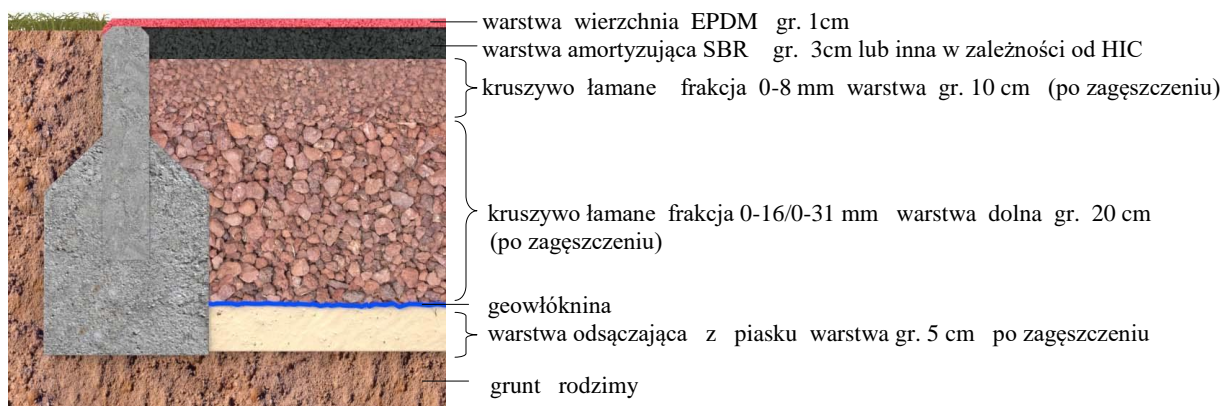 warstwa wierzchnia EPDM gr. 1cm
warstwa amortyzująca SBR gr. 3cm lub inna w zależności od HIC
kruszywo łamane frakcja 0-8 mm warstwa gr. 10 cm (po zagęszczeniu)
kruszywo łamane frakcja 0-16/0-31 mm warstwa dolna gr. 20 cm
(po zagęszczeniu)
geowłóknina
warstwa odsączająca z piasku warstwa gr. 5 cm po zagęszczeniu
grunt rodzimy